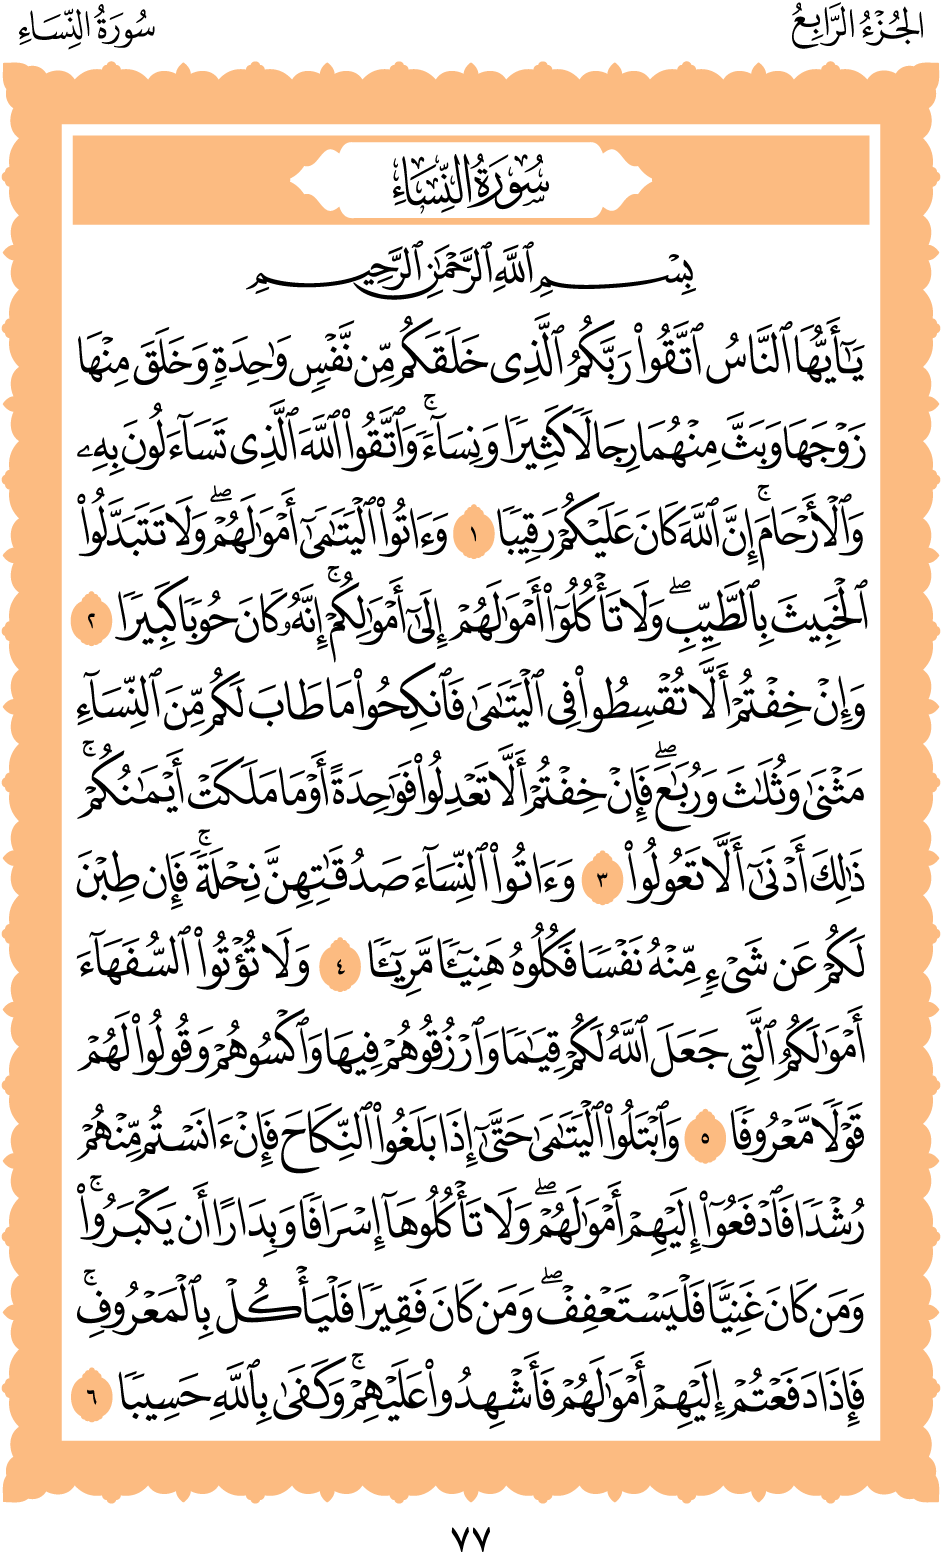 الجُزْءُ الرَّابِعُ
سُورَةُ النِّسَاءِ
سُورَةُ النِّسَاءِ
بِسْمِ ٱللَّهِ ٱلرَّحْمَٰنِ ٱلرَّحِيمِ
يَٰٓأَيُّهَا ٱلنَّاسُ ٱتَّقُوا۟ رَبَّكُمُ ٱلَّذِى خَلَقَكُم مِّن نَّفْسٍ وَٰحِدَةٍ وَخَلَقَ مِنْهَا
زَوْجَهَا وَبَثَّ مِنْهُمَا رِجَالًا كَثِيرًا وَنِسَآءً ۚ وَٱتَّقُوا۟ ٱللَّهَ ٱلَّذِى تَسَآءَلُونَ بِهِۦ
وَٱلْأَرْحَامَ ۚ إِنَّ ٱللَّهَ كَانَ عَلَيْكُمْ رَقِيبًا ١ وَءَاتُوا۟ ٱلْيَتَٰمَىٰٓ أَمْوَٰلَهُمْ ۖ وَلَا تَتَبَدَّلُوا۟
ٱلْخَبِيثَ بِٱلطَّيِّبِ ۖ وَلَا تَأْكُلُوٓا۟ أَمْوَٰلَهُمْ إِلَىٰٓ أَمْوَٰلِكُمْ ۚ إِنَّهُۥ كَانَ حُوبًا كَبِيرًا ٢
وَإِنْ خِفْتُمْ أَلَّا تُقْسِطُوا۟ فِى ٱلْيَتَٰمَىٰ فَٱنكِحُوا۟ مَا طَابَ لَكُم مِّنَ ٱلنِّسَآءِ
مَثْنَىٰ وَثُلَٰثَ وَرُبَٰعَ ۖ فَإِنْ خِفْتُمْ أَلَّا تَعْدِلُوا۟ فَوَٰحِدَةً أَوْ مَا مَلَكَتْ أَيْمَٰنُكُمْ ۚ
ذَٰلِكَ أَدْنَىٰٓ أَلَّا تَعُولُوا۟ ٣ وَءَاتُوا۟ ٱلنِّسَآءَ صَدُقَٰتِهِنَّ نِحْلَةً ۚ فَإِن طِبْنَ
لَكُمْ عَن شَىْءٍ مِّنْهُ نَفْسًا فَكُلُوهُ هَنِيٓـًٔا مَّرِيٓـًٔا ٤ وَلَا تُؤْتُوا۟ ٱلسُّفَهَآءَ
أَمْوَٰلَكُمُ ٱلَّتِى جَعَلَ ٱللَّهُ لَكُمْ قِيَٰمًا وَٱرْزُقُوهُمْ فِيهَا وَٱكْسُوهُمْ وَقُولُوا۟ لَهُمْ
قَوْلًا مَّعْرُوفًا ٥ وَٱبْتَلُوا۟ ٱلْيَتَٰمَىٰ حَتَّىٰٓ إِذَا بَلَغُوا۟ ٱلنِّكَاحَ فَإِنْ ءَانَسْتُم مِّنْهُمْ
رُشْدًا فَٱدْفَعُوٓا۟ إِلَيْهِمْ أَمْوَٰلَهُمْ ۖ وَلَا تَأْكُلُوهَآ إِسْرَافًا وَبِدَارًا أَن يَكْبَرُوا۟ ۚ
وَمَن كَانَ غَنِيًّا فَلْيَسْتَعْفِفْ ۖ وَمَن كَانَ فَقِيرًا فَلْيَأْكُلْ بِٱلْمَعْرُوفِ ۚ
فَإِذَا دَفَعْتُمْ إِلَيْهِمْ أَمْوَٰلَهُمْ فَأَشْهِدُوا۟ عَلَيْهِمْ ۚ وَكَفَىٰ بِٱللَّهِ حَسِيبًا ٦
٧٧